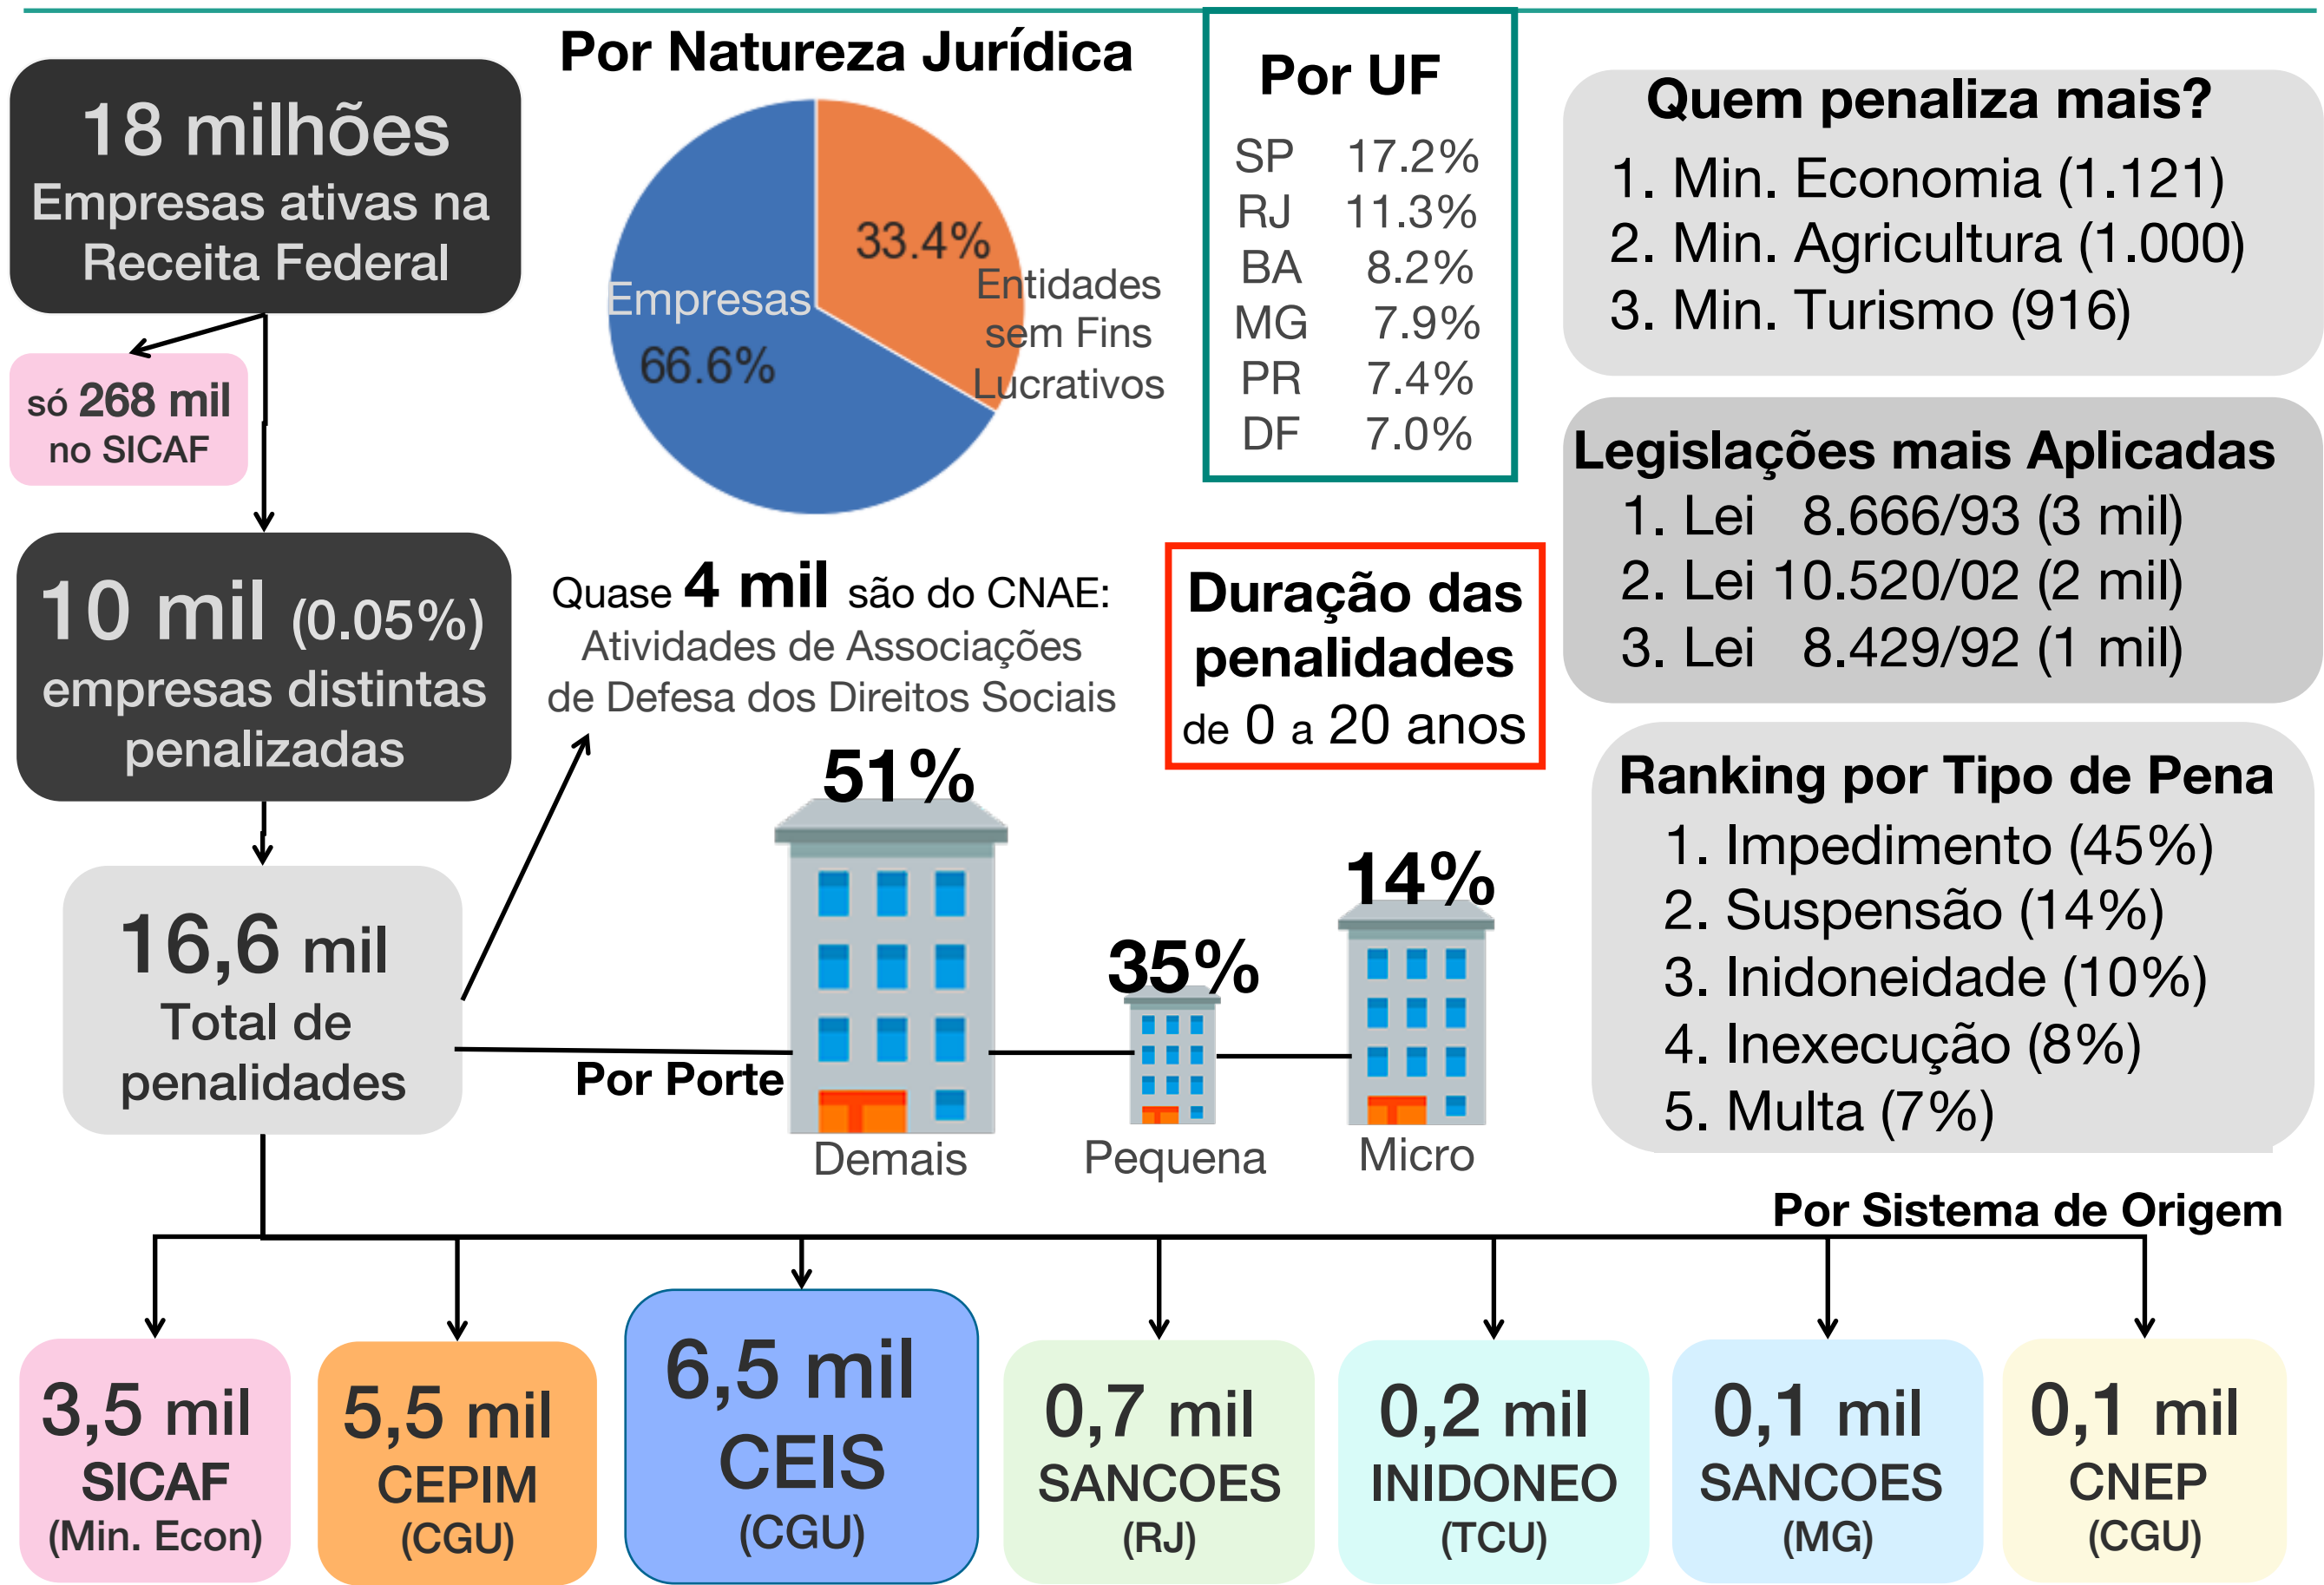 18 milhões
Empresas ativas na
Receita Federal
só 268 mil
no SICAF
10 mil (0.05%)
empresas distintas
penalizadas
16,6 mil
Total de
penalidades
Por Natureza Jurídica
33.4%
Entidades
sem Fins
Lucrativos
Empresas
66.6%
Quase 4 mil são do CNAE:
Atividades de Associações
de Defesa dos Direitos Sociais
Por UF
SP 17.2%
RJ 11.3%
BA 8.2%
MG 7.9%
PR 7.4%
DF 7.0%
Duração das
penalidades
de 0 a 20 anos
Quem penaliza mais?
1. Min. Economia (1.121)
2. Min. Agricultura (1.000)
3. Min. Turismo (916)
Legislações mais Aplicadas
1. Lei 8.666/93 (3 mil)
2. Lei 10.520/02 (2 mil)
3. Lei 8.429/92 (1 mil)
Ranking por Tipo de Pena
1. Impedimento (45%)
2. Suspensão (14%)
3. Inidoneidade (10%)
4. Inexecução (8%)
5. Multa (7%)
Por Porte
51%
Demais
35%
Pequena
14%
Micro
Por Sistema de Origem
3,5 mil
SICAF
(Min. Econ)
5,5 mil
CEPIM
(CGU)
6,5 mil
CEIS
(CGU)
0,7 mil
SANCOES
(RJ)
0,2 mil
INIDONEO
(TCU)
0,1 mil
SANCOES
(MG)
0,1 mil
CNEP
(CGU)